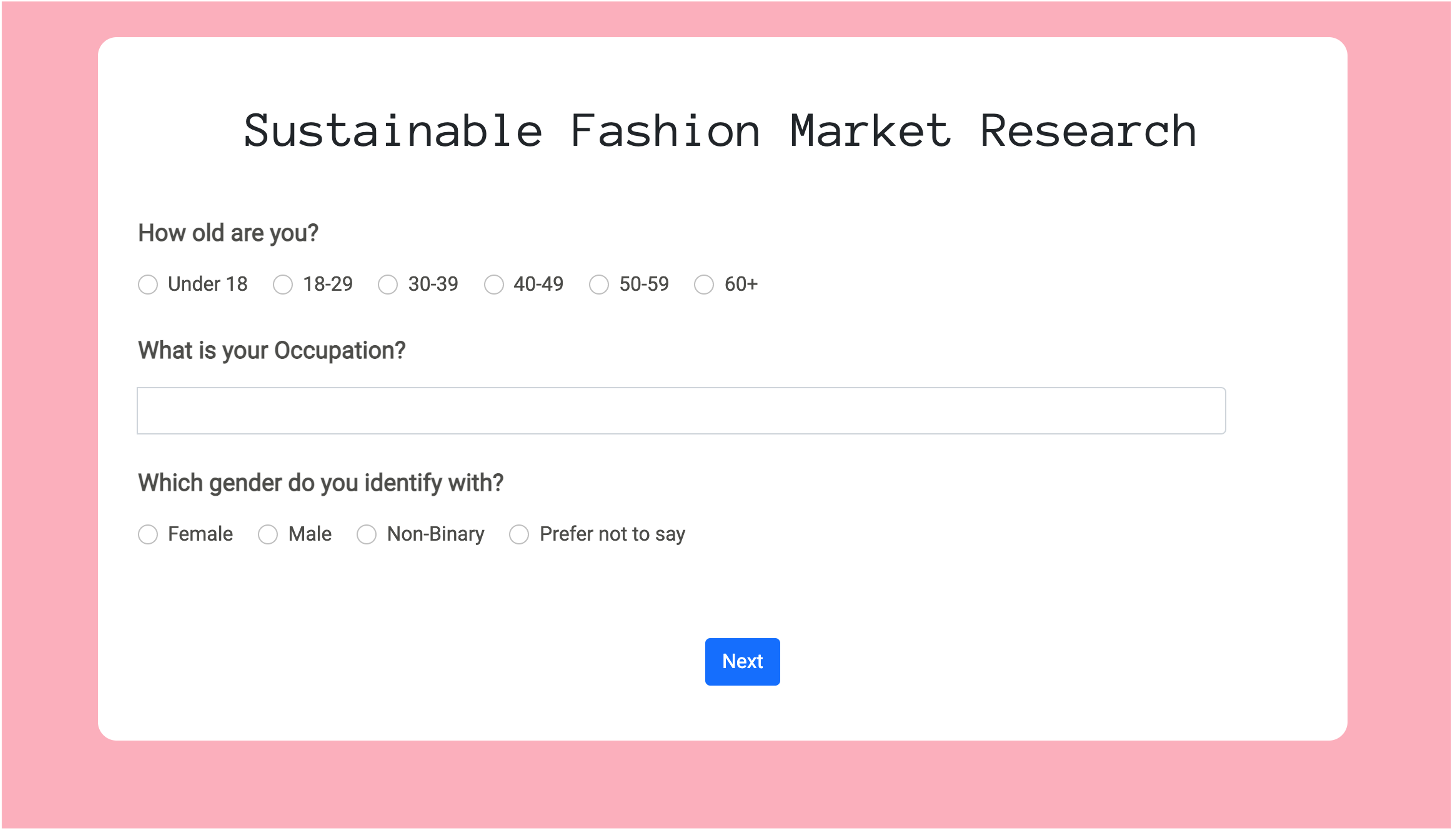 Sustainable Fashion Market Research
How old are you?
Under 18 18-29 30-39 40-49 50-59 60+
What is your Occupation?
Which gender do you identify with?
Female Male Non-Binary Prefer not to say
Next